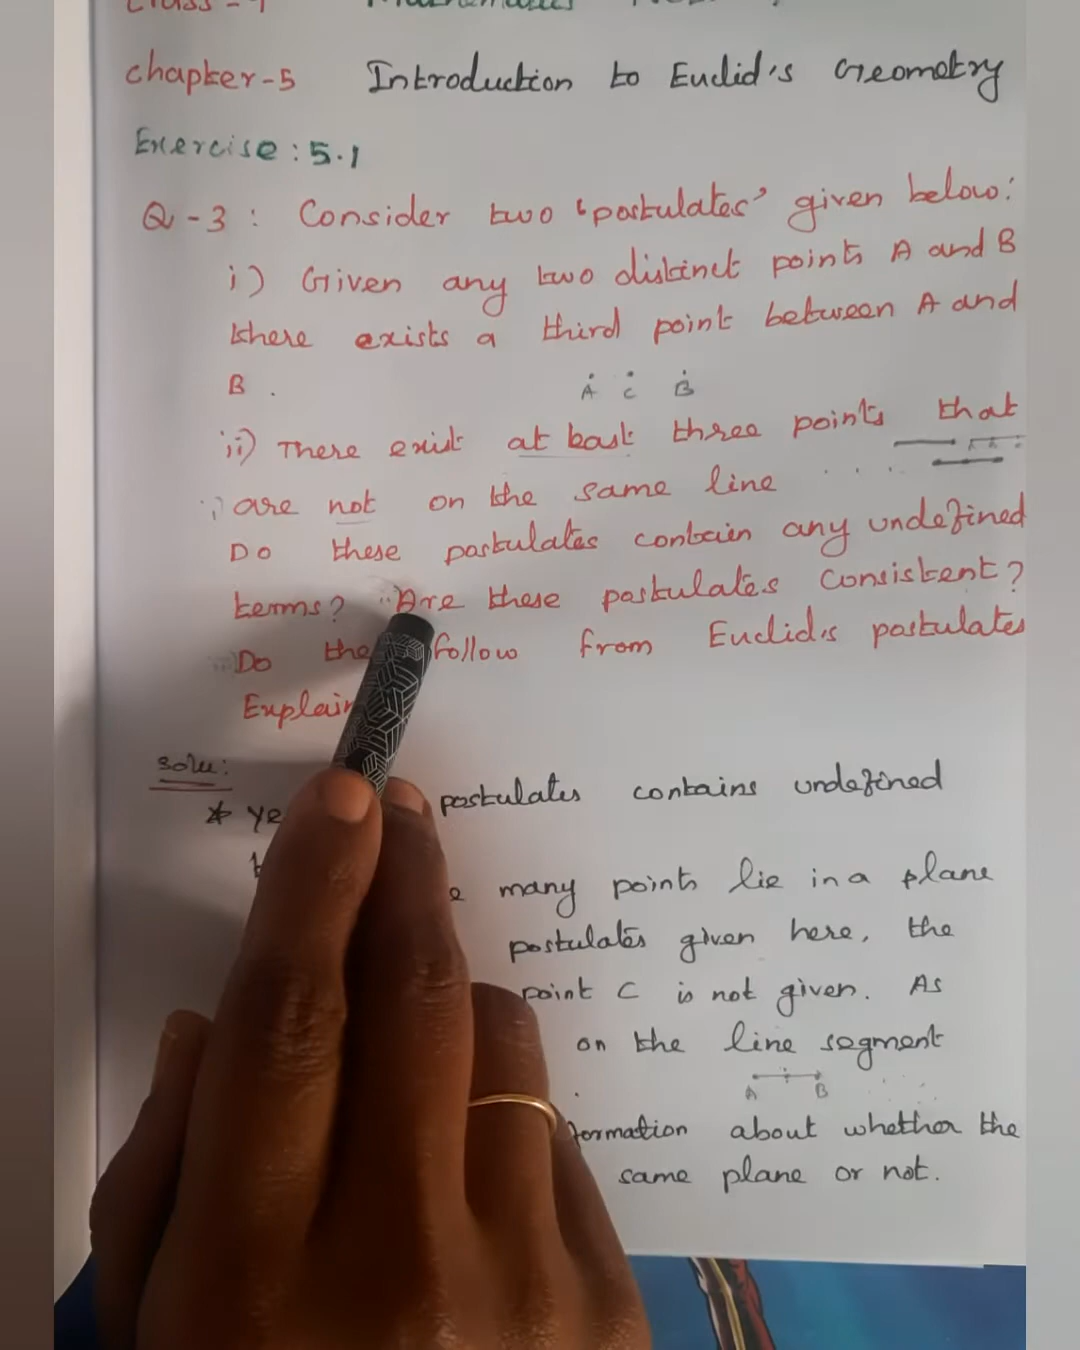 Chapter-5 Introduction to Euclid's Geometry
Exercise: 5.1
Q-3: Consider two 'postulates' given below:
i) Given any two distinct points A and B
there exists a third point between A and
B.
A C B
ii) There exist at least three points that
are not on the same line
Do these postulates contain any undefined
terms? Are these postulates consistent?
Do follow from Euclid's postulates
Explain
Solu:
* postulates contains undefined
many points lie in a plane
postulates given here, the
point C is not given. As
on the line segment
A B
about whether the
same plane or not.